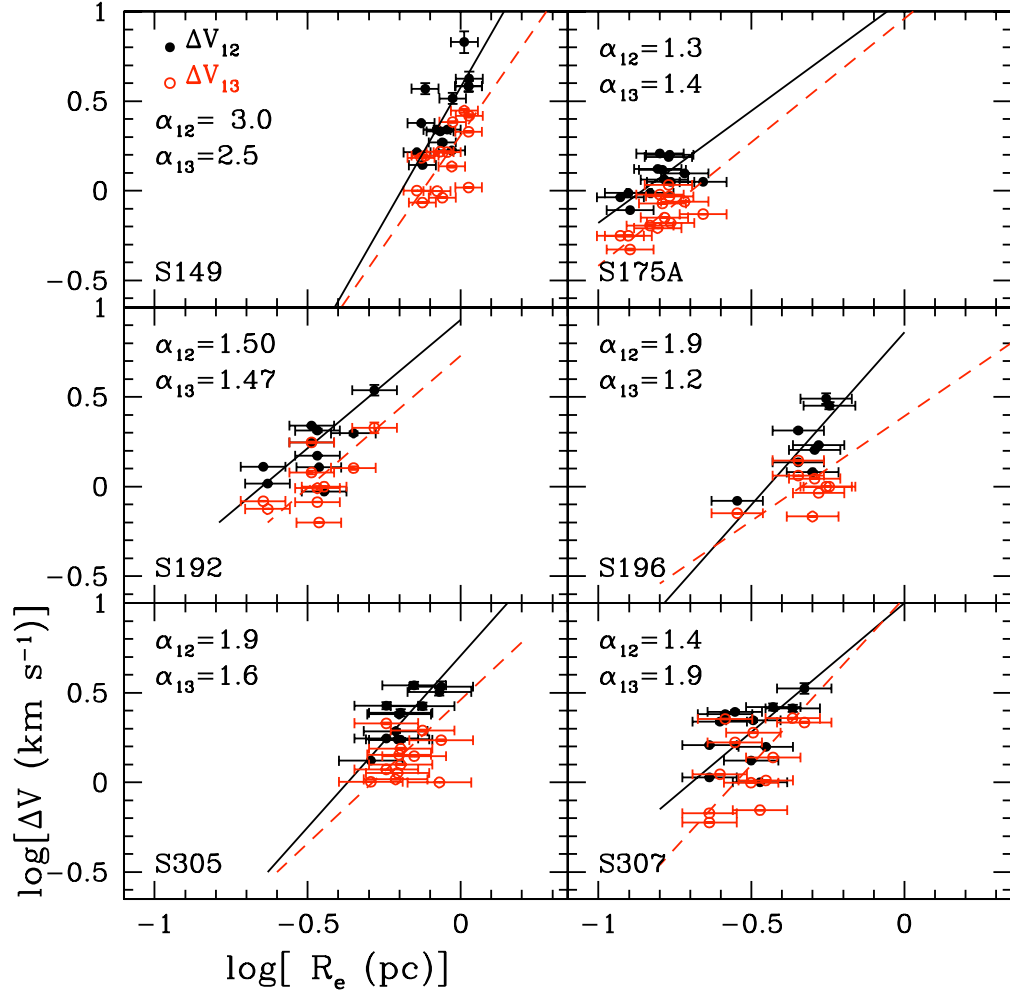 1
ΔV₁₂
ΔV₁₃
α₁₂= 3.0
α₁₃=2.5
0.5
0
−0.5
S149
α₁₂=1.3
α₁₃=1.4
S175A
1
α₁₂=1.50
α₁₃=1.47
0.5
0
−0.5
S192
α₁₂=1.9
α₁₃=1.2
S196
1
α₁₂=1.9
α₁₃=1.6
0.5
0
−0.5
S305
α₁₂=1.4
α₁₃=1.9
S307
−1 −0.5 0
−1 −0.5 0
log[ΔV (km s⁻¹)]
log[ Rₑ (pc)]